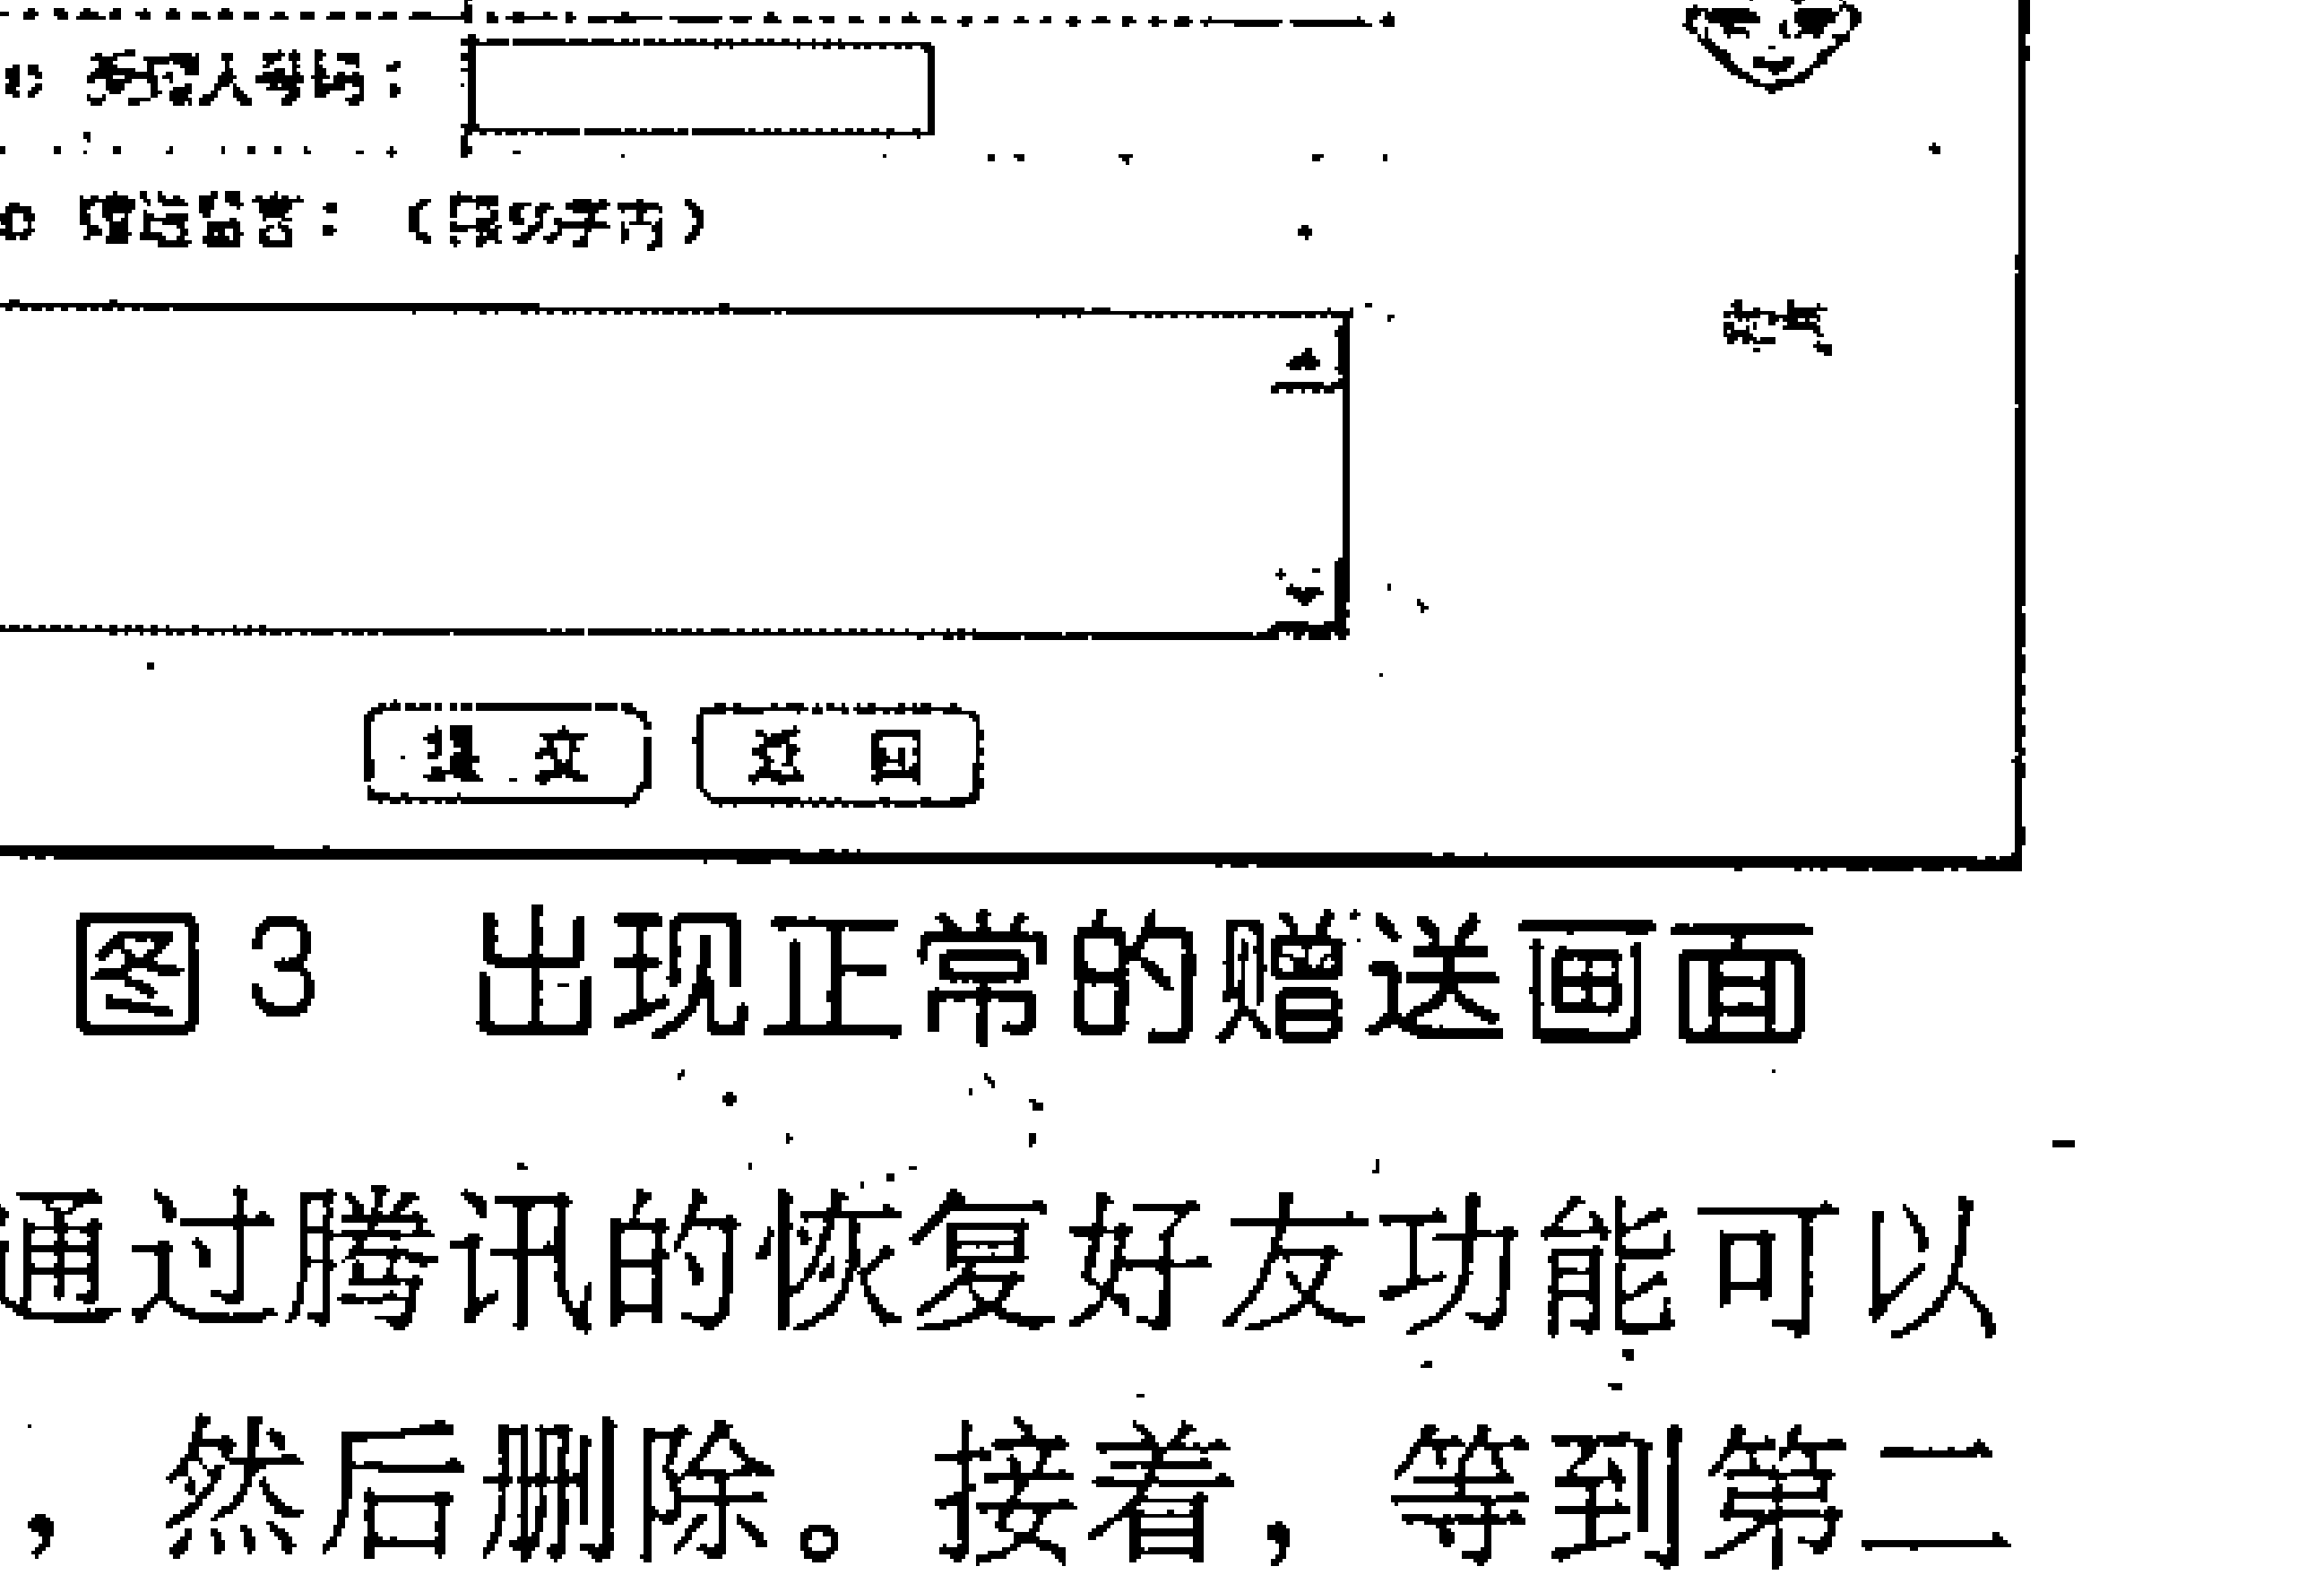 人号码：
赠送留言：（限50字内）
提 交 返 回
图3 出现正常的赠送画面
通过腾讯的恢复好友功能可以
，然后删除。接着，等到第二